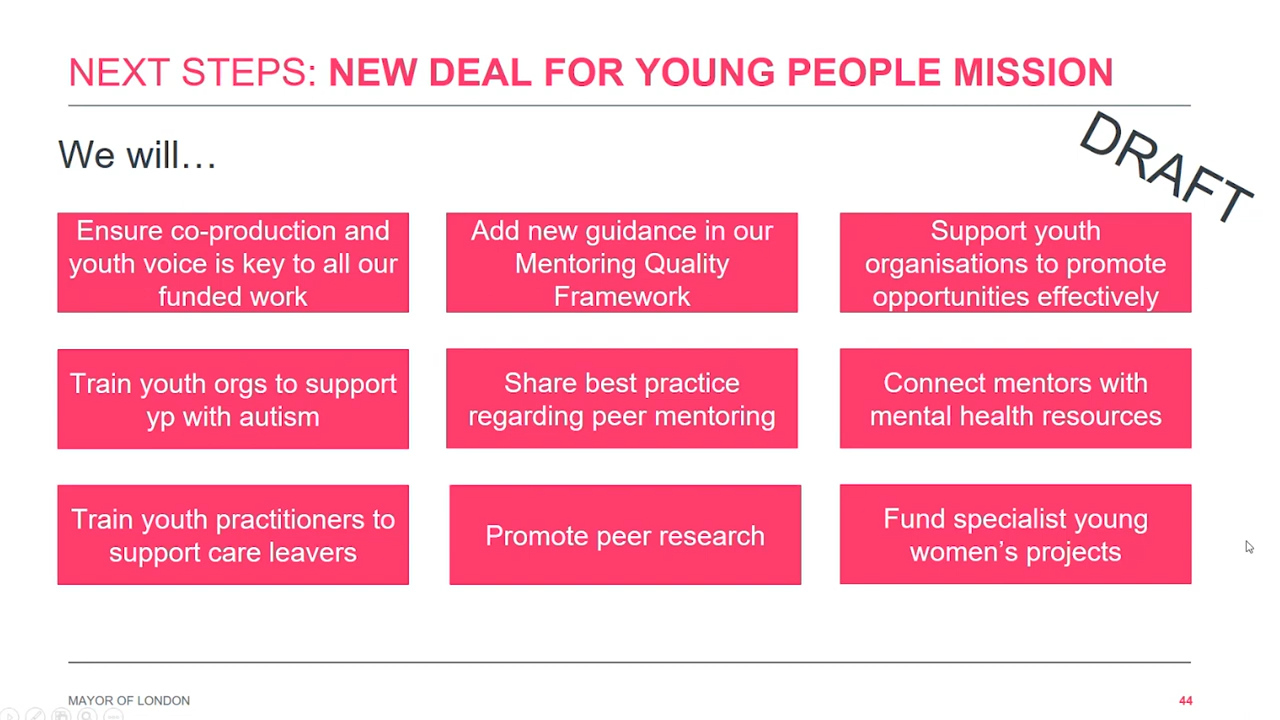 NEXT STEPS: NEW DEAL FOR YOUNG PEOPLE MISSION
We will…
DRAFT
Ensure co-production and
youth voice is key to all our
funded work
Add new guidance in our
Mentoring Quality
Framework
Support youth
organisations to promote
opportunities effectively
Train youth orgs to support
yp with autism
Share best practice
regarding peer mentoring
Connect mentors with
mental health resources
Train youth practitioners to
support care leavers
Promote peer research
Fund specialist young
women’s projects
MAYOR OF LONDON
44